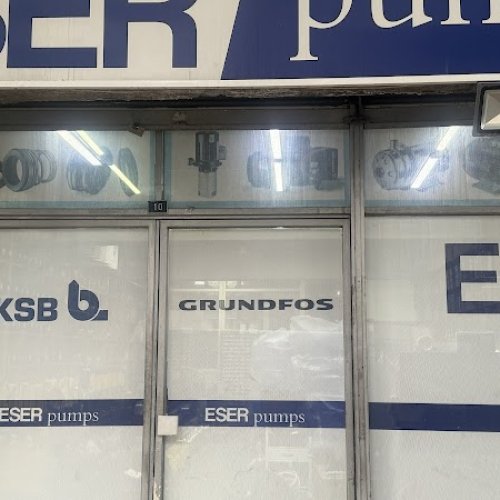 ESER pumps
10
KSB b.
GRUNDFOS
E
ESER pumps
ESER pumps